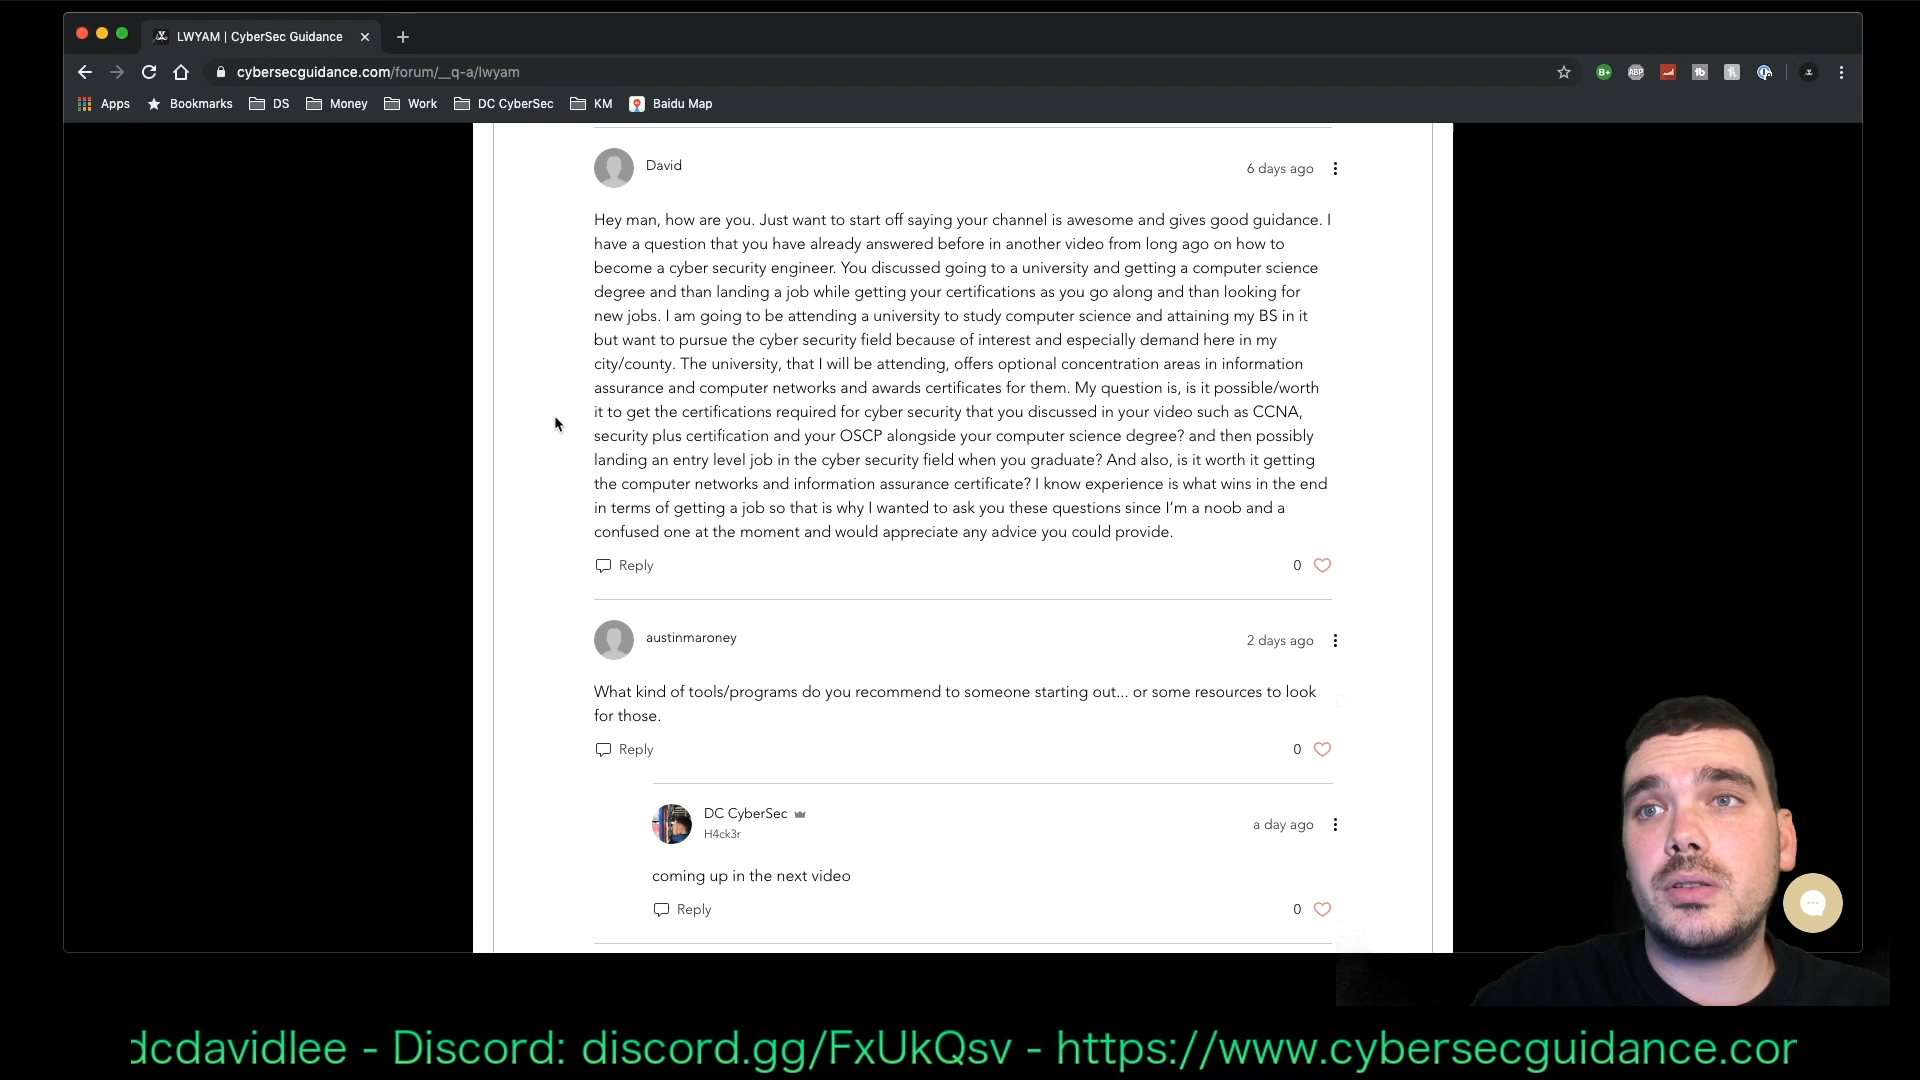 LWYAM | CyberSec Guidance
cybersecguidance.com/forum/__q-a/lwyam
Apps Bookmarks DS Money Work DC CyberSec KM Baidu Map
David
6 days ago
Hey man, how are you. Just want to start off saying your channel is awesome and gives good guidance. I
have a question that you have already answered before in another video from long ago on how to
become a cyber security engineer. You discussed going to a university and getting a computer science
degree and than landing a job while getting your certifications as you go along and than looking for
new jobs. I am going to be attending a university to study computer science and attaining my BS in it
but want to pursue the cyber security field because of interest and especially demand here in my
city/county. The university, that I will be attending, offers optional concentration areas in information
assurance and computer networks and awards certificates for them. My question is, is it possible/worth
it to get the certifications required for cyber security that you discussed in your video such as CCNA,
security plus certification and your OSCP alongside your computer science degree? and then possibly
landing an entry level job in the cyber security field when you graduate? And also, is it worth it getting
the computer networks and information assurance certificate? I know experience is what wins in the end
in terms of getting a job so that is why I wanted to ask you these questions since I'm a noob and a
confused one at the moment and would appreciate any advice you could provide.
Reply
0
austinmaroney
2 days ago
What kind of tools/programs do you recommend to someone starting out... or some resources to look
for those.
Reply
0
DC CyberSec
H4ck3r
a day ago
coming up in the next video
Reply
0
dcdavidlee - Discord: discord.gg/FxUkQsv - https://www.cybersecguidance.cor